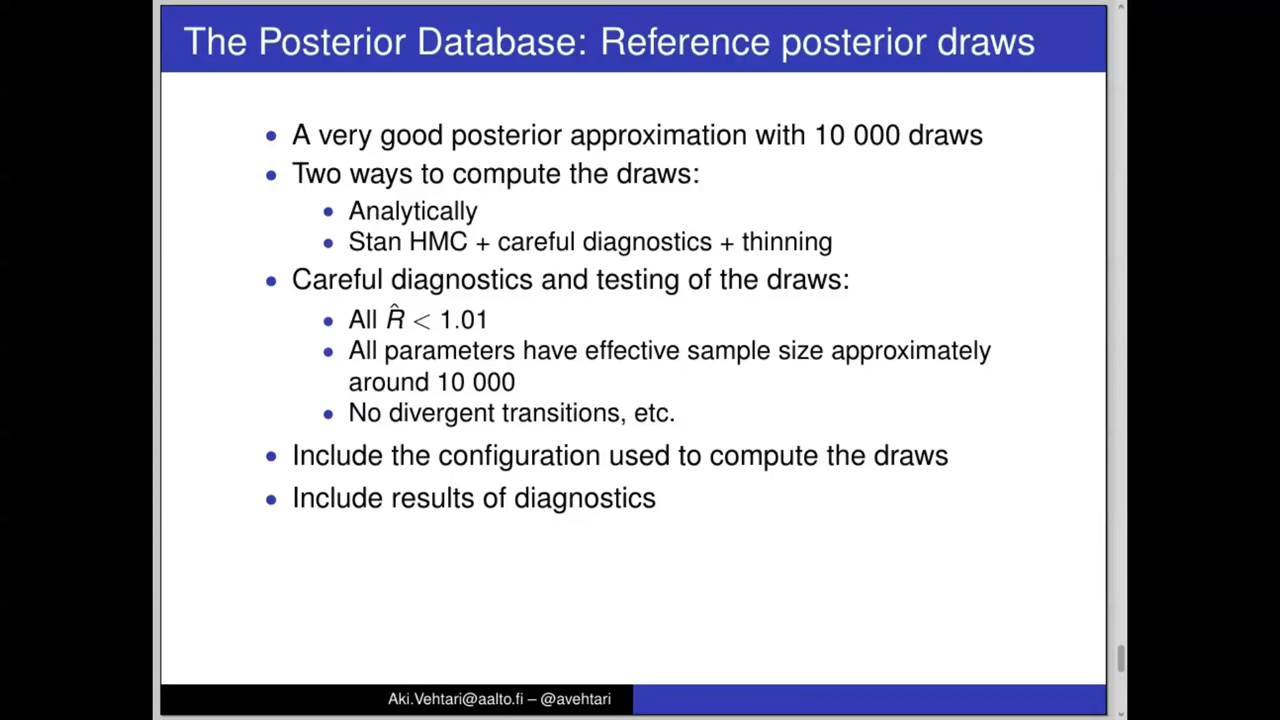 The Posterior Database: Reference posterior draws
• A very good posterior approximation with 10 000 draws
• Two ways to compute the draws:
• Analytically
• Stan HMC + careful diagnostics + thinning
• Careful diagnostics and testing of the draws:
• All R̂ < 1.01
• All parameters have effective sample size approximately
around 10 000
• No divergent transitions, etc.
• Include the configuration used to compute the draws
• Include results of diagnostics
Aki.Vehtari@aalto.fi – @avehtari